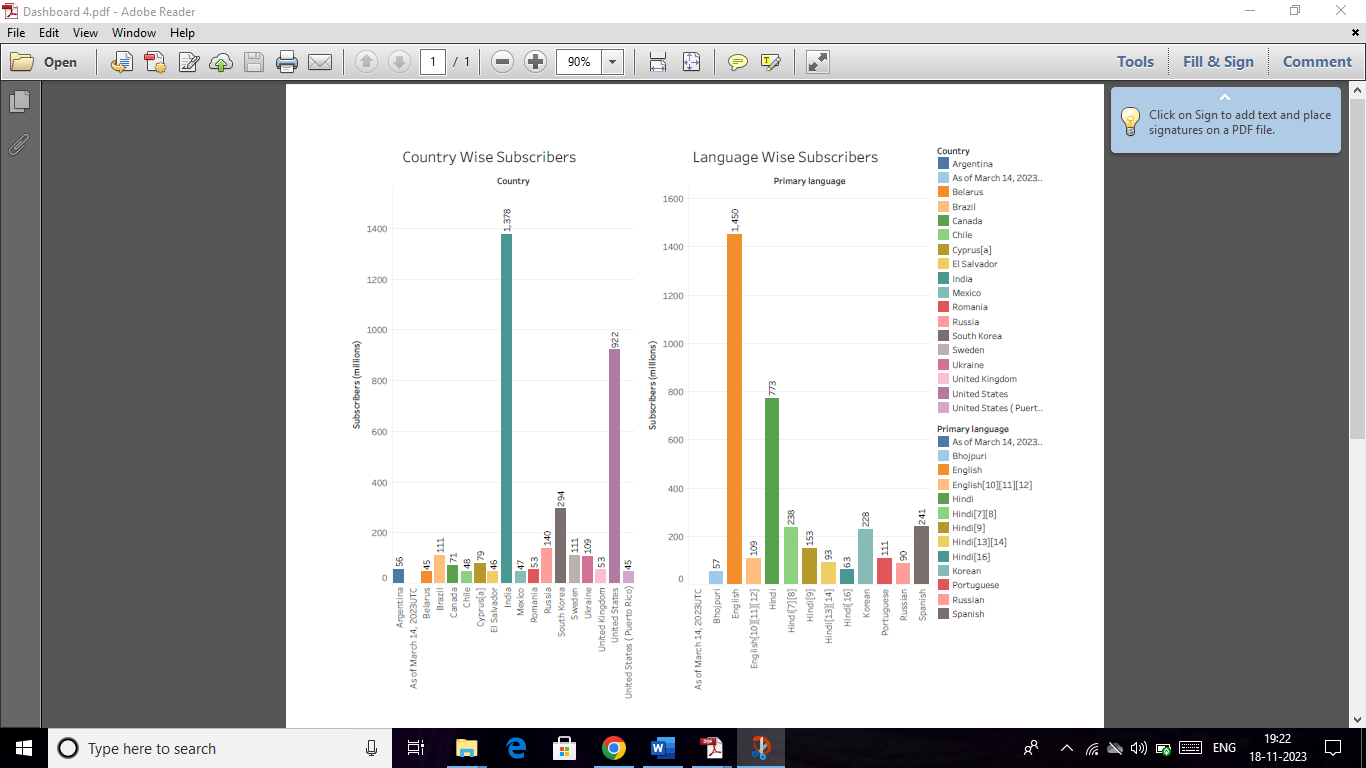 Dashboard 4.pdf - Adobe Reader
File Edit View Window Help
Open 1 / 1 90% Tools Fill & Sign Comment
Click on Sign to add text and place
signatures on a PDF file.
Country Wise Subscribers
Country
Subscribers (millions)
1400
1200
1000
800
600
400
200
0
56
45
111
71
48
79
46
1,378
47
53
140
294
111
109
53
922
45
Argentina
As of March 14, 2023UTC
Belarus
Brazil
Canada
Chile
Cyprus[a]
El Salvador
India
Mexico
Romania
Russia
South Korea
Sweden
Ukraine
United Kingdom
United States
United States ( Puerto Rico)
Language Wise Subscribers
Primary language
Subscribers (millions)
1600
1400
1200
1000
800
600
400
200
0
57
1,450
109
773
238
153
93
63
228
111
90
241
As of March 14, 2023UTC
Bhojpuri
English
English[10][11][12]
Hindi
Hindi[7][8]
Hindi[9]
Hindi[13][14]
Hindi[16]
Korean
Portuguese
Russian
Spanish
Country
Argentina
As of March 14, 2023..
Belarus
Brazil
Canada
Chile
Cyprus[a]
El Salvador
India
Mexico
Romania
Russia
South Korea
Sweden
Ukraine
United Kingdom
United States
United States ( Puert..
Primary language
As of March 14, 2023..
Bhojpuri
English
English[10][11][12]
Hindi
Hindi[7][8]
Hindi[9]
Hindi[13][14]
Hindi[16]
Korean
Portuguese
Russian
Spanish
Type here to search
ENG
19:22
18-11-2023